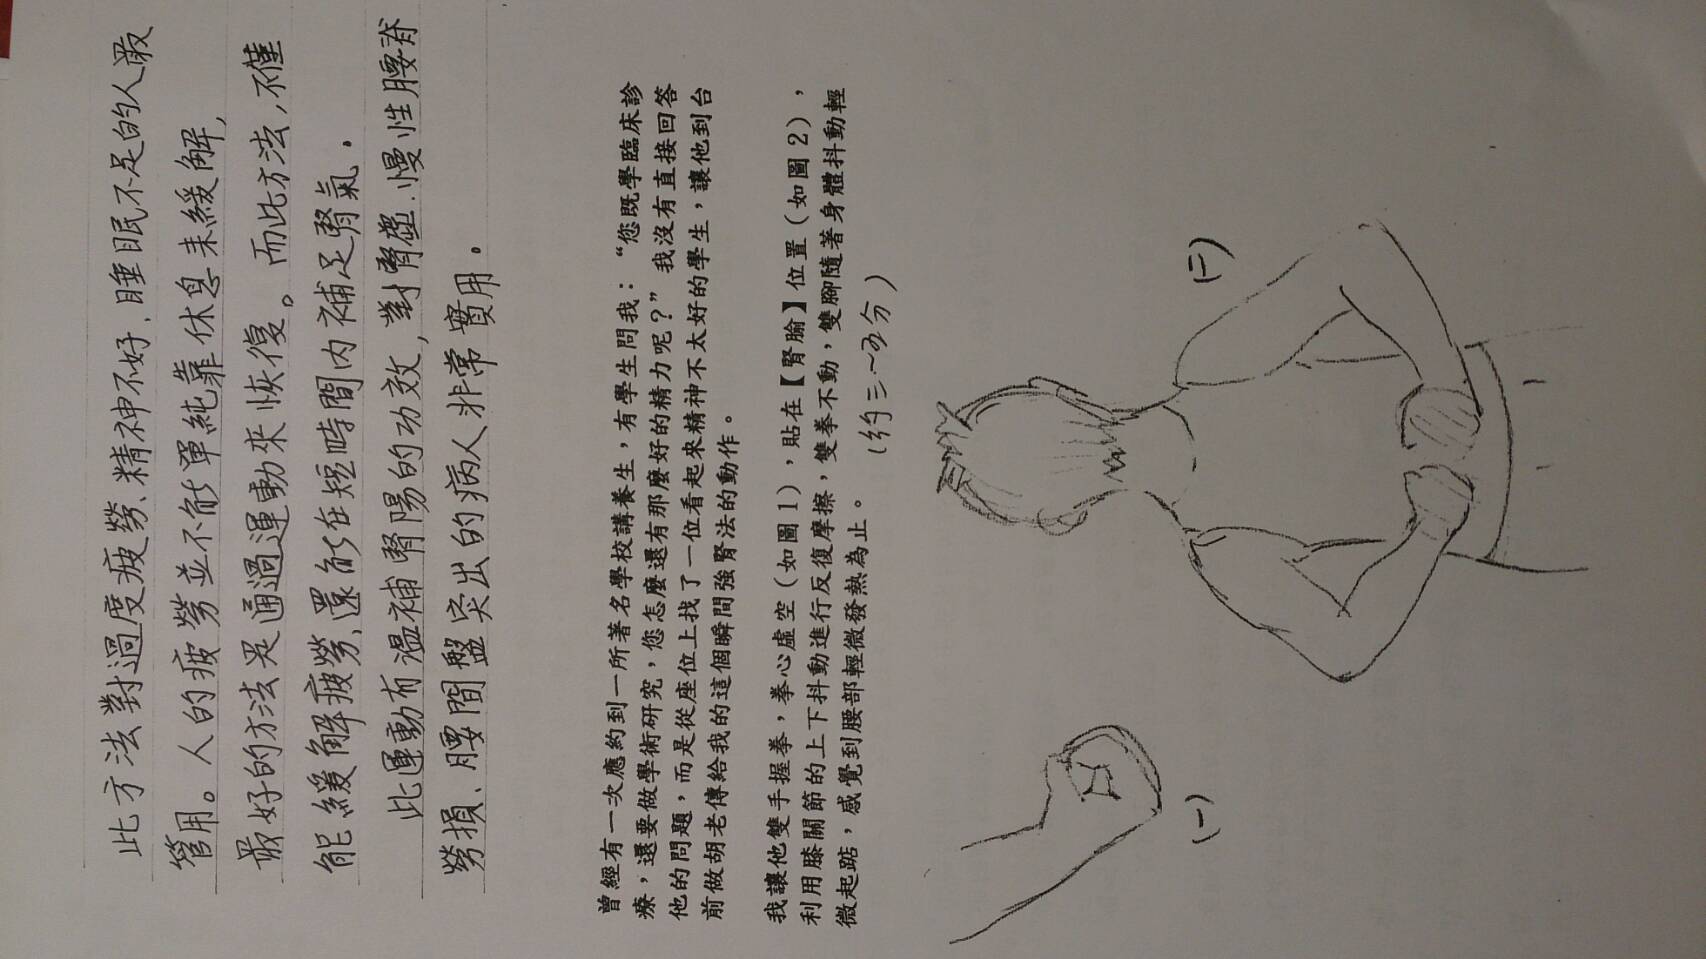 此方法對過度疲勞、精神不好、睡眠不足的人最
管用。人的疲勞並不能單純靠休息来緩解,
最好的方法是通過運動來恢復。而此方法,不僅
能緩解疲勞,還能在短時間内補足腎氣.
此運動有溫補腎陽的功效,對腎虛、慢性腰脊
勞損、腰間盤突出的病人非常實用.
曾經有一次應約到一所著名學校講養生，有學生問我：“您既學臨床診
療，還要做學術研究，您怎麼還有那麼好的精力呢？”我沒有直接回答
他的問題，而是從座位上找了一位看起來精神不太好的學生，讓他到台
前做胡老傳給我的這個瞬間強腎法的動作。
我讓他雙手握拳，拳心虛空（如圖1），貼在【腎腧】位置（如圖2），
利用膝關節的上下抖動進行反復摩擦，雙拳不動，雙腳隨著身體抖動輕
微起踮，感覺到腰部輕微發熱為止。
(約三~五分)
(一)
(二)